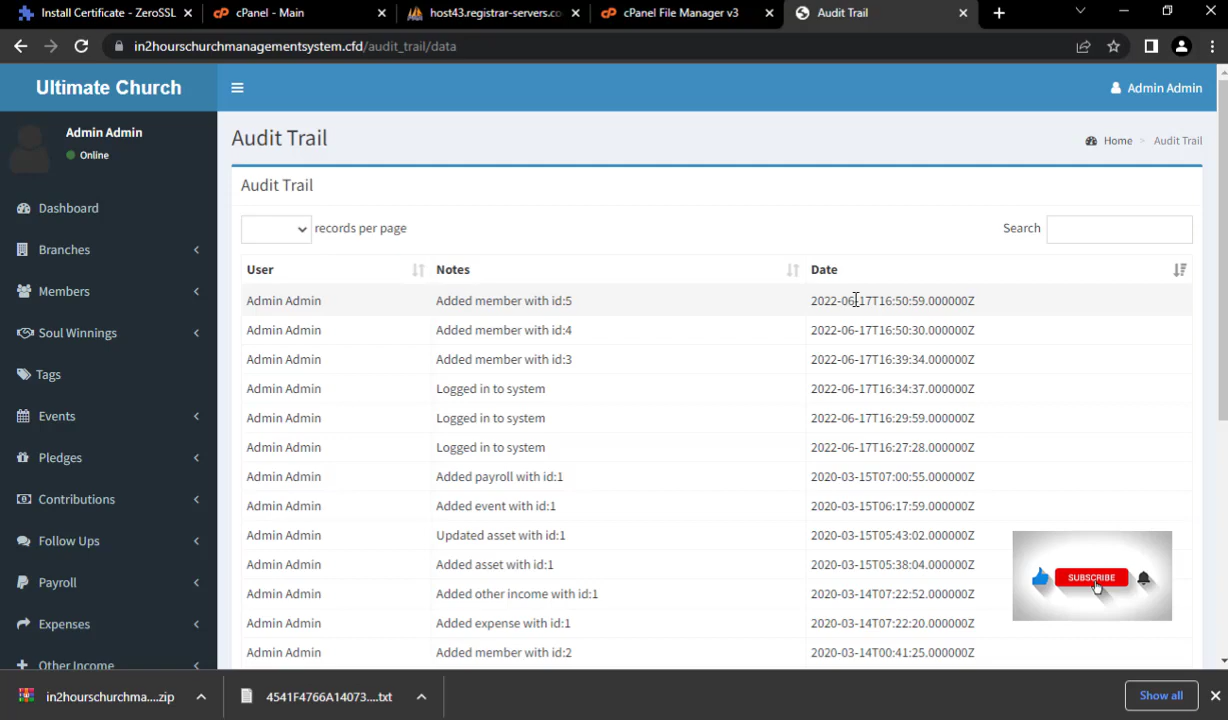 Install Certificate - ZeroSSL
cPanel - Main
host43.registrar-servers.co
cPanel File Manager v3
Audit Trail
in2hourschurchmanagementsystem.cfd/audit_trail/data
Ultimate Church
Admin Admin
Admin Admin
Online
Audit Trail
Home > Audit Trail
Audit Trail
records per page
Search
User Notes Date
Admin Admin Added member with id:5 2022-06-17T16:50:59.000000Z
Admin Admin Added member with id:4 2022-06-17T16:50:30.000000Z
Admin Admin Added member with id:3 2022-06-17T16:39:34.000000Z
Admin Admin Logged in to system 2022-06-17T16:34:37.000000Z
Admin Admin Logged in to system 2022-06-17T16:29:59.000000Z
Admin Admin Logged in to system 2022-06-17T16:27:28.000000Z
Admin Admin Added payroll with id:1 2020-03-15T07:00:55.000000Z
Admin Admin Added event with id:1 2020-03-15T06:17:59.000000Z
Admin Admin Updated asset with id:1 2020-03-15T05:43:02.000000Z
Admin Admin Added asset with id:1 2020-03-15T05:38:04.000000Z
Admin Admin Added other income with id:1 2020-03-14T07:22:52.000000Z
Admin Admin Added expense with id:1 2020-03-14T07:22:20.000000Z
Admin Admin Added member with id:2 2020-03-14T00:41:25.000000Z
Dashboard
Branches
Members
Soul Winnings
Tags
Events
Pledges
Contributions
Follow Ups
Payroll
Expenses
Other Income
SUBSCRIBE
in2hourschurchma....zip
4541F4766A14073....txt
Show all